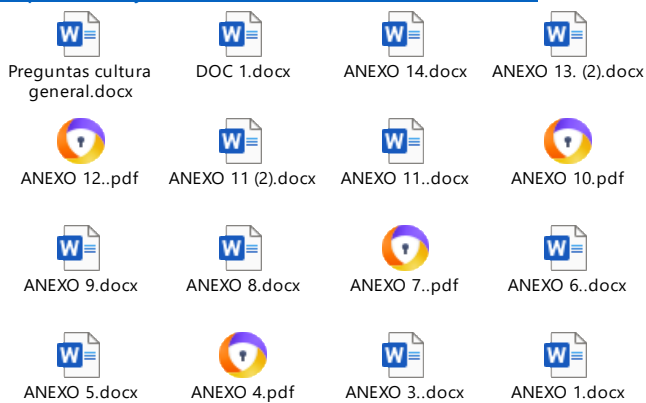 Preguntas cultura
general.docx
DOC 1.docx
ANEXO 14.docx
ANEXO 13. (2).docx
ANEXO 12..pdf
ANEXO 11 (2).docx
ANEXO 11..docx
ANEXO 10.pdf
ANEXO 9.docx
ANEXO 8.docx
ANEXO 7..pdf
ANEXO 6..docx
ANEXO 5.docx
ANEXO 4.pdf
ANEXO 3..docx
ANEXO 1.docx